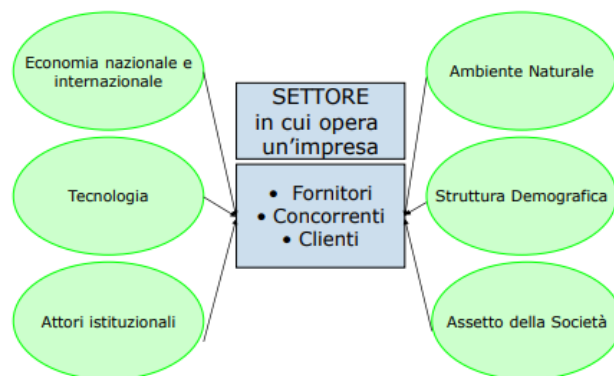 Economia nazionale e
internazionale
Tecnologia
Attori istituzionali
SETTORE
in cui opera
un’impresa
• Fornitori
• Concorrenti
• Clienti
Ambiente Naturale
Struttura Demografica
Assetto della Società